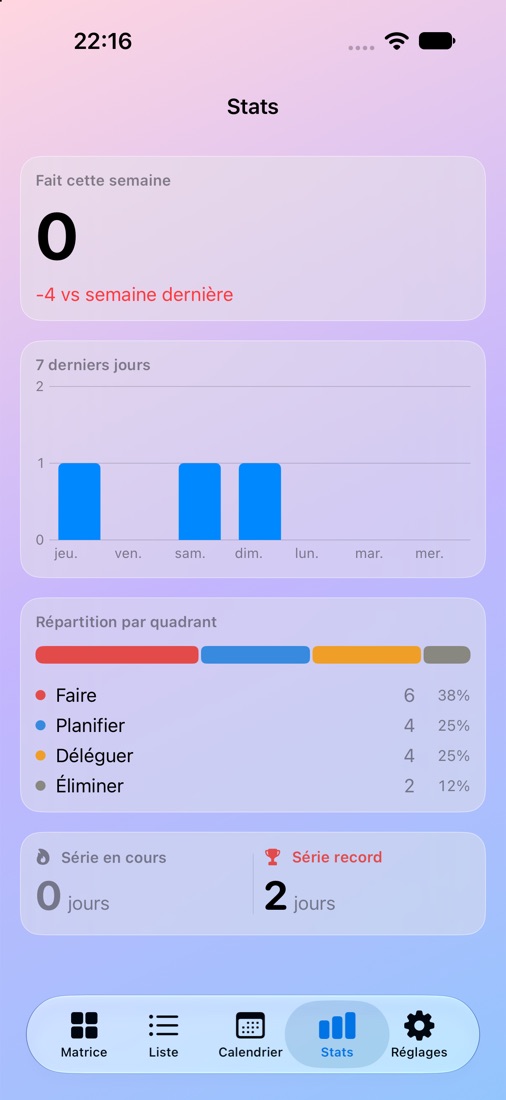 22:16
Stats
Fait cette semaine
0
-4 vs semaine dernière
7 derniers jours
2
1
0
jeu. ven. sam. dim. lun. mar. mer.
Répartition par quadrant
Faire 6 38%
Planifier 4 25%
Déléguer 4 25%
Éliminer 2 12%
Série en cours Série record
0 jours 2 jours
Matrice Liste Calendrier Stats Réglages